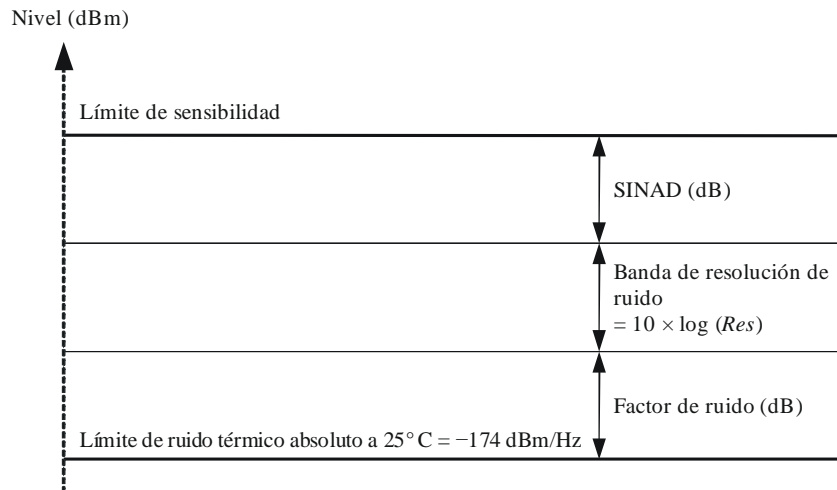 Nivel (dBm)
Límite de sensibilidad
SINAD (dB)
Banda de resolución de
ruido
= 10 × log (Res)
Factor de ruido (dB)
Límite de ruido térmico absoluto a 25° C = −174 dBm/Hz